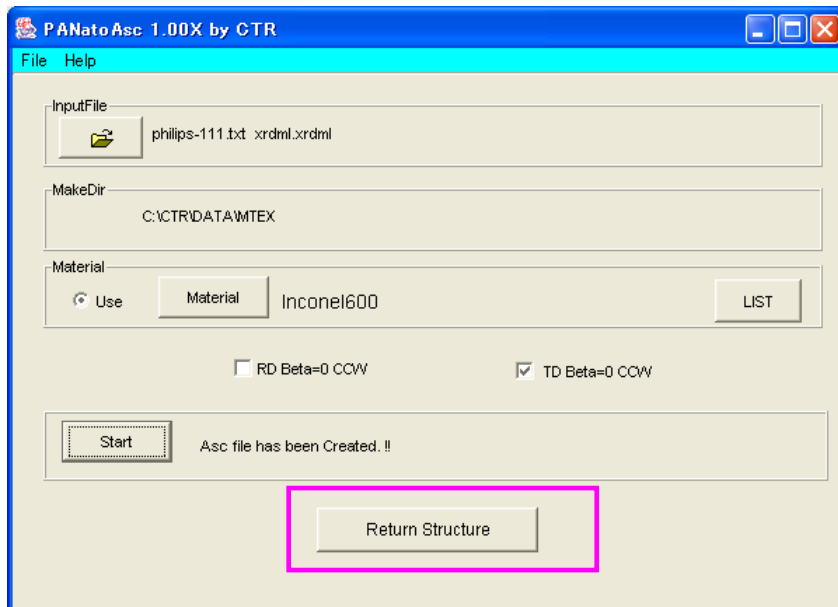 PANatoAsc 1.00X by CTR
File Help
InputFile
philips-111.txt xrdml.xrdml
MakeDir
C:\CTR\DATA\MTEX
Material
Use Material Inconel600 LIST
RD Beta=0 CCW TD Beta=0 CCW
Start Asc file has been Created. !!
Return Structure